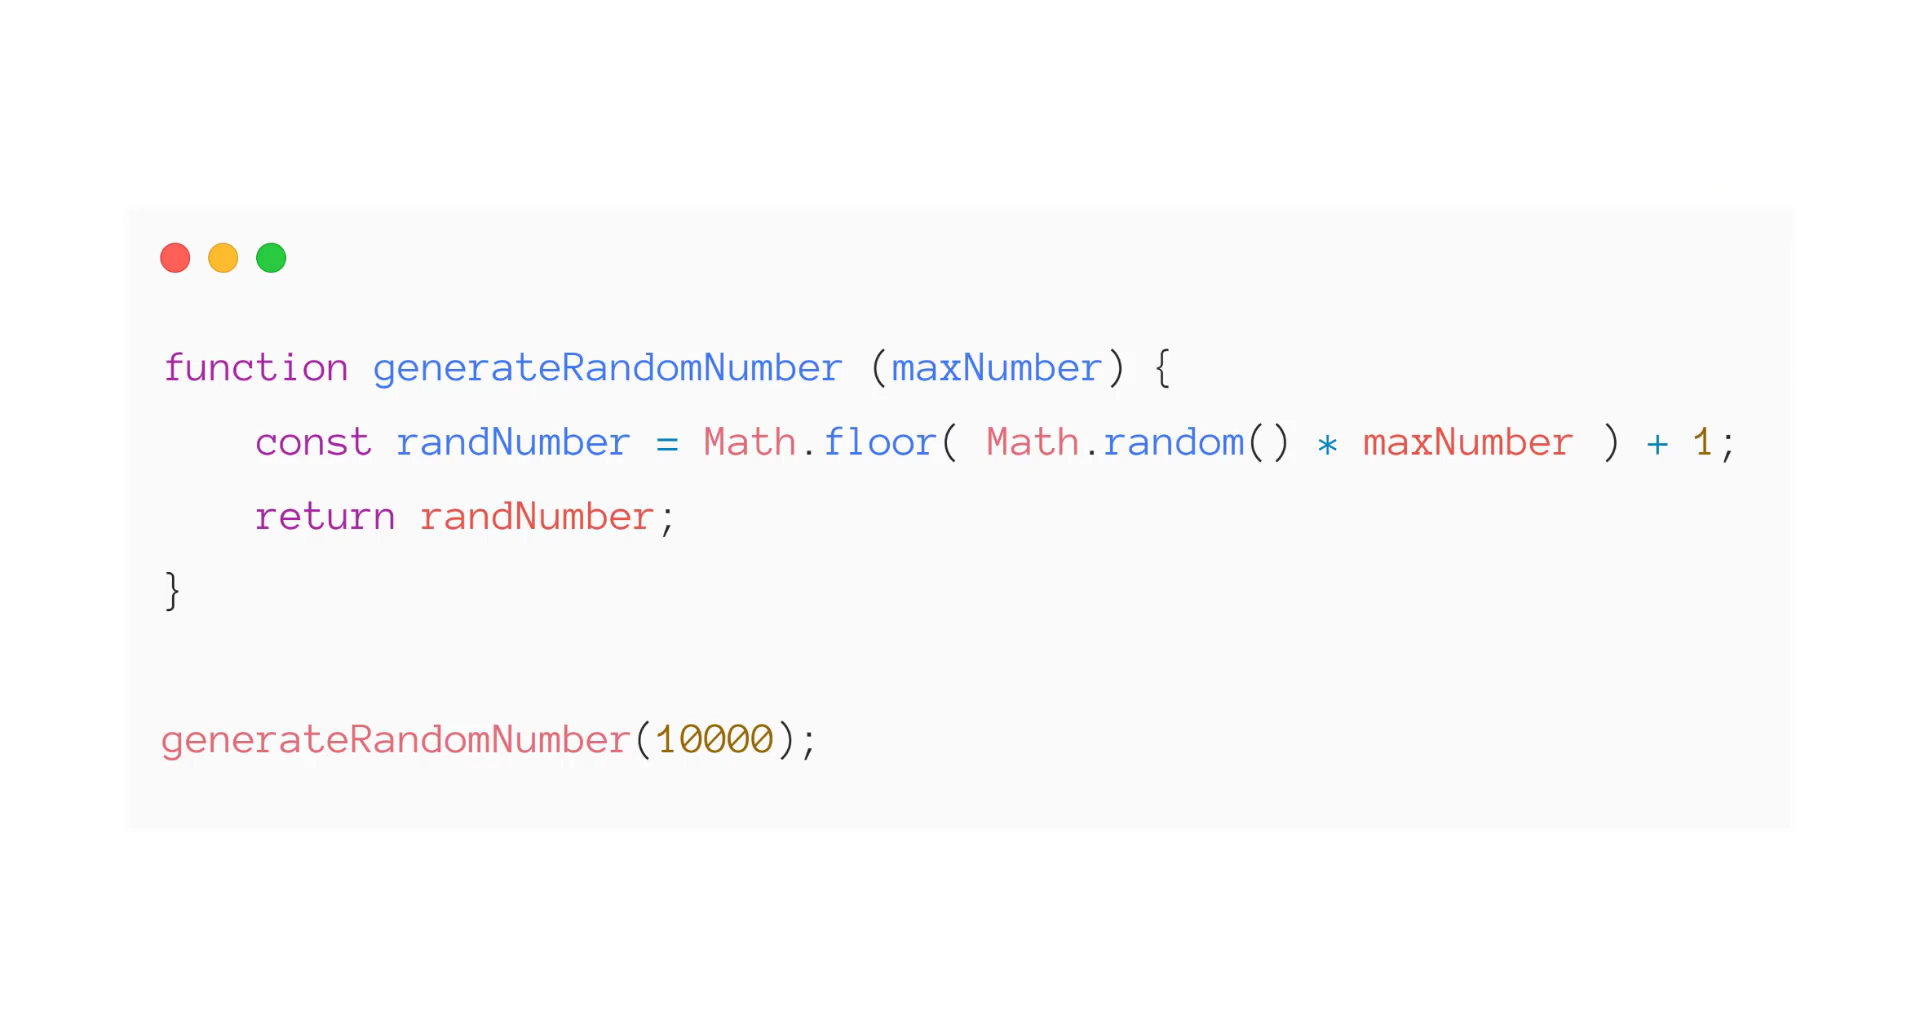 function generateRandomNumber (maxNumber) {
    const randNumber = Math.floor( Math.random() * maxNumber ) + 1;
    return randNumber;
}

generateRandomNumber(10000);